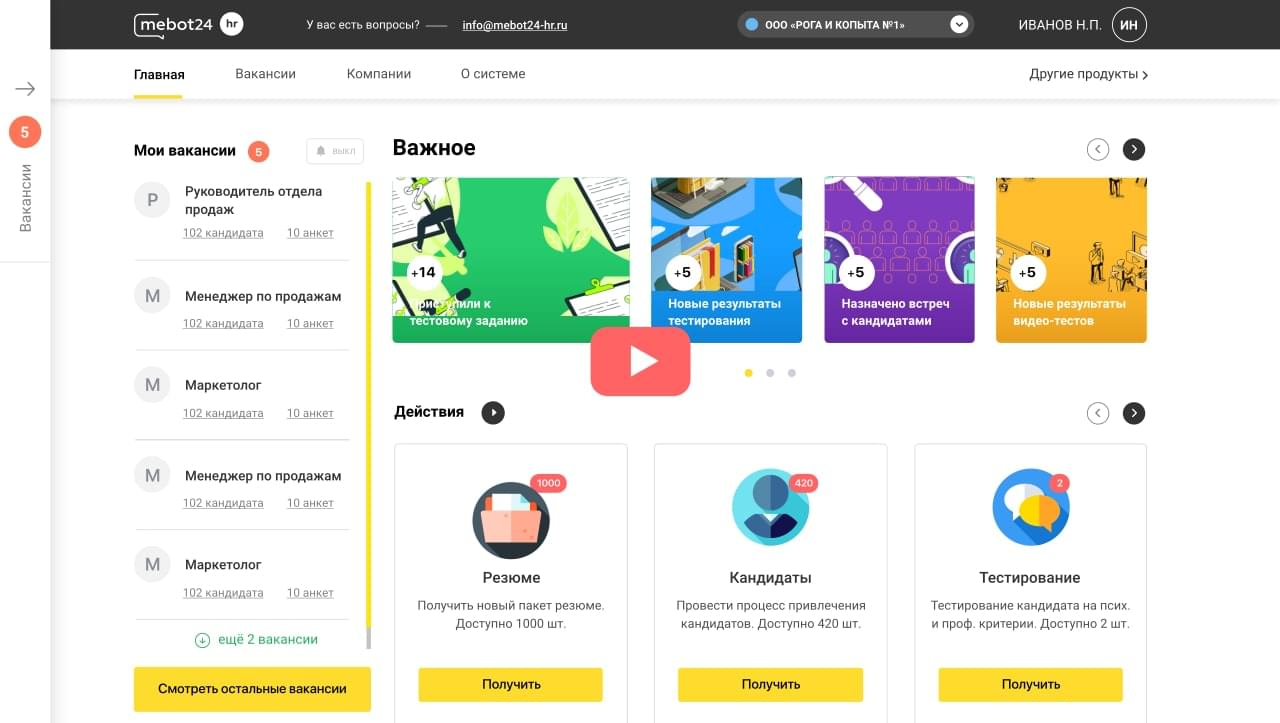 mebot24 hr
У вас есть вопросы?
info@mebot24-hr.ru
ООО «РОГА И КОПЫТА №1»
ИВАНОВ Н.П.
ИН
Главная
Вакансии
Компании
О системе
Другие продукты
5
Вакансии
Мои вакансии
5
ВЫКЛ
Р
Руководитель отдела
продаж
102 кандидата
10 анкет
М
Менеджер по продажам
102 кандидата
10 анкет
М
Маркетолог
102 кандидата
10 анкет
М
Менеджер по продажам
102 кандидата
10 анкет
М
Маркетолог
102 кандидата
10 анкет
ещё 2 вакансии
Смотреть остальные вакансии
Важное
+14
Приступили к
тестовому заданию
+5
Новые результаты
тестирования
+5
Назначено встреч
с кандидатами
+5
Новые результаты
видео-тестов
Действия
1000
Резюме
Получить новый пакет резюме.
Доступно 1000 шт.
Получить
420
Кандидаты
Провести процесс привлечения
кандидатов. Доступно 420 шт.
Получить
2
Тестирование
Тестирование кандидата на псих.
и проф. критерии. Доступно 2 шт.
Получить